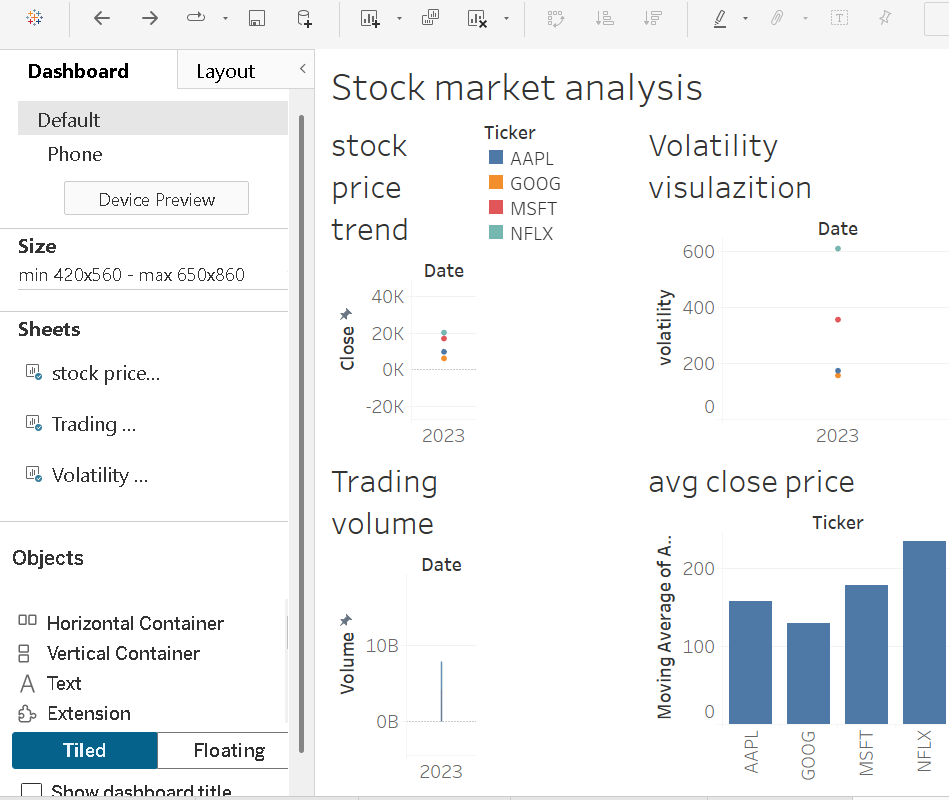 Dashboard
Layout
Default
Phone
Device Preview
Size
min 420x560 - max 650x860
Sheets
stock price...
Trading ...
Volatility ...
Objects
Horizontal Container
Vertical Container
Text
Extension
Tiled
Floating
Show dashboard title
Stock market analysis
stock
price
trend
Ticker
AAPL
GOOG
MSFT
NFLX
Date
Close
40K
20K
0K
-20K
2023
Volatility
visulazition
Date
volatility
600
400
200
0
2023
Trading
volume
Date
Volume
10B
0B
2023
avg close price
Ticker
Moving Average of A..
200
100
0
AAPL
GOOG
MSFT
NFLX